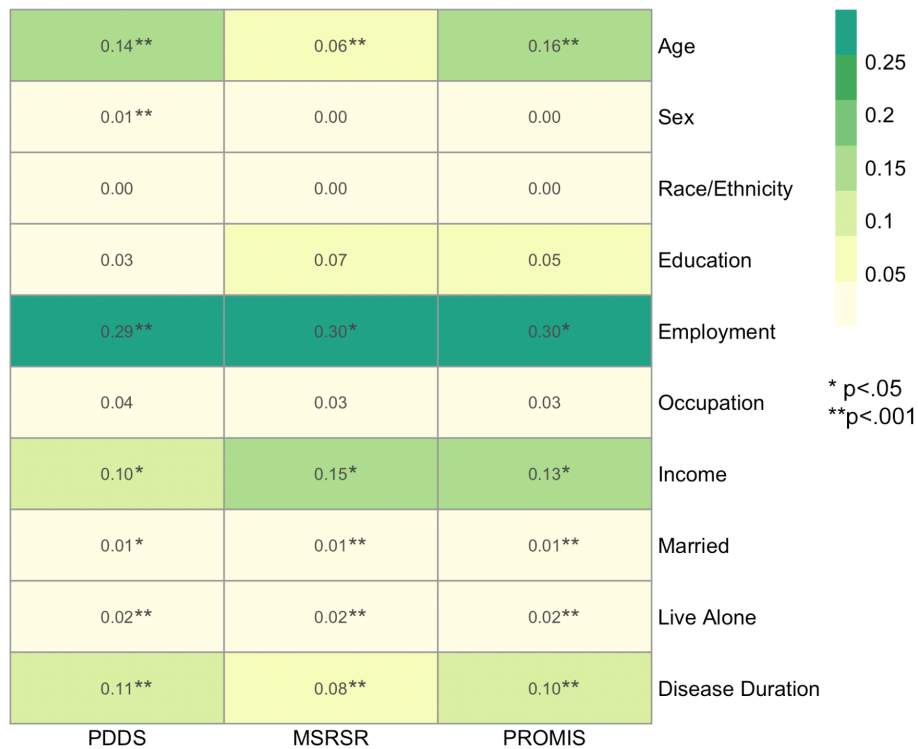 0.14** 0.06** 0.16** Age
0.01** 0.00 0.00 Sex
0.00 0.00 0.00 Race/Ethnicity
0.03 0.07 0.05 Education
0.29** 0.30* 0.30* Employment
0.04 0.03 0.03 Occupation
0.10* 0.15* 0.13* Income
0.01* 0.01** 0.01** Married
0.02** 0.02** 0.02** Live Alone
0.11** 0.08** 0.10** Disease Duration
PDDS MSRSR PROMIS
0.25
0.2
0.15
0.1
0.05
* p<.05
**p<.001